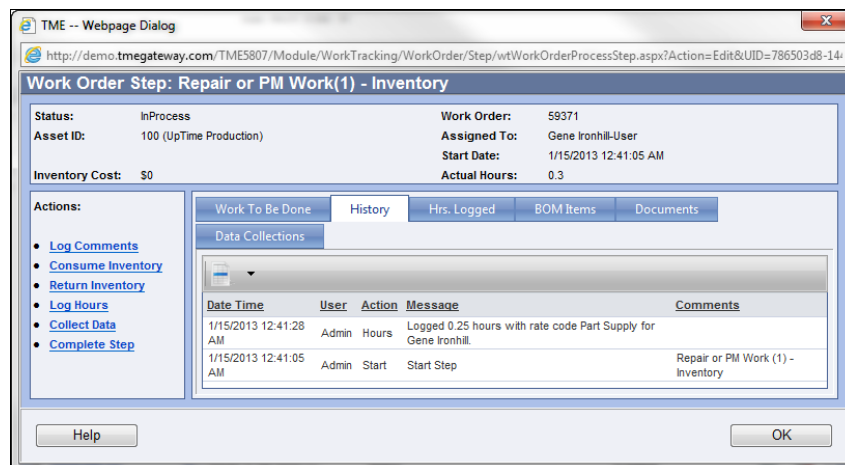 TME -- Webpage Dialog
http://demo.tmegateway.com/TME5807/Module/WorkTracking/WorkOrder/Step/wtWorkOrderProcessStep.aspx?Action=Edit&UID=786503d8-14
Work Order Step: Repair or PM Work(1) - Inventory
Status: InProcess Work Order: 59371
Asset ID: 100 (UpTime Production) Assigned To: Gene Ironhill-User
Start Date: 1/15/2013 12:41:05 AM
Inventory Cost: $0 Actual Hours: 0.3
Actions:
Log Comments
Consume Inventory
Return Inventory
Log Hours
Collect Data
Complete Step
Work To Be Done History Hrs. Logged BOM Items Documents
Data Collections
Date Time User Action Message Comments
1/15/2013 12:41:28 AM Admin Hours Logged 0.25 hours with rate code Part Supply for Gene Ironhill.
1/15/2013 12:41:05 AM Admin Start Start Step Repair or PM Work (1) - Inventory
Help OK